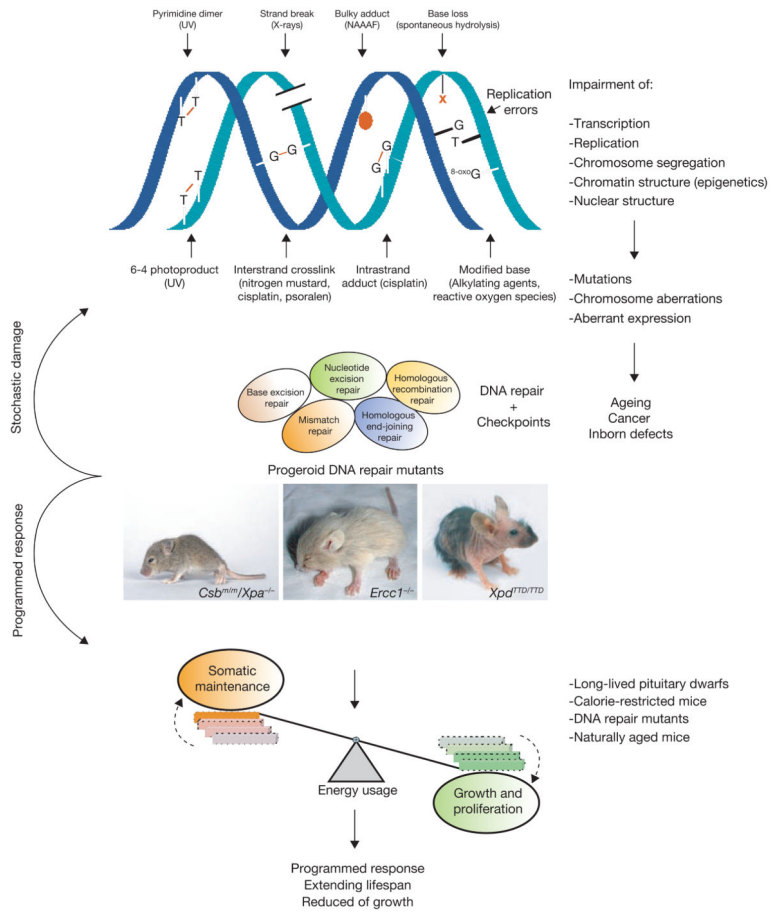 Pyrimidine dimer
(UV)
Strand break
(X-rays)
Bulky adduct
(NAAAF)
Base loss
(spontaneous hydrolysis)
Replication
errors
T
T
G
G
G
G
X
G
T
8-oxoG
T
T
6-4 photoproduct
(UV)
Interstrand crosslink
(nitrogen mustard,
cisplatin, psoralen)
Intrastrand
adduct (cisplatin)
Modified base
(Alkylating agents,
reactive oxygen species)
Impairment of:
-Transcription
-Replication
-Chromosome segregation
-Chromatin structure (epigenetics)
-Nuclear structure
-Mutations
-Chromosome aberrations
-Aberrant expression
Ageing
Cancer
Inborn defects
Stochastic damage
Programmed response
Base excision
repair
Nucleotide
excision
repair
Homologous
recombination
repair
Mismatch
repair
Homologous
end-joining
repair
DNA repair
+
Checkpoints
Progeroid DNA repair mutants
Csbm/m/Xpa–/–
Ercc1–/–
XpdTTD/TTD
Somatic
maintenance
Energy usage
Growth and
proliferation
-Long-lived pituitary dwarfs
-Calorie-restricted mice
-DNA repair mutants
-Naturally aged mice
Programmed response
Extending lifespan
Reduced of growth